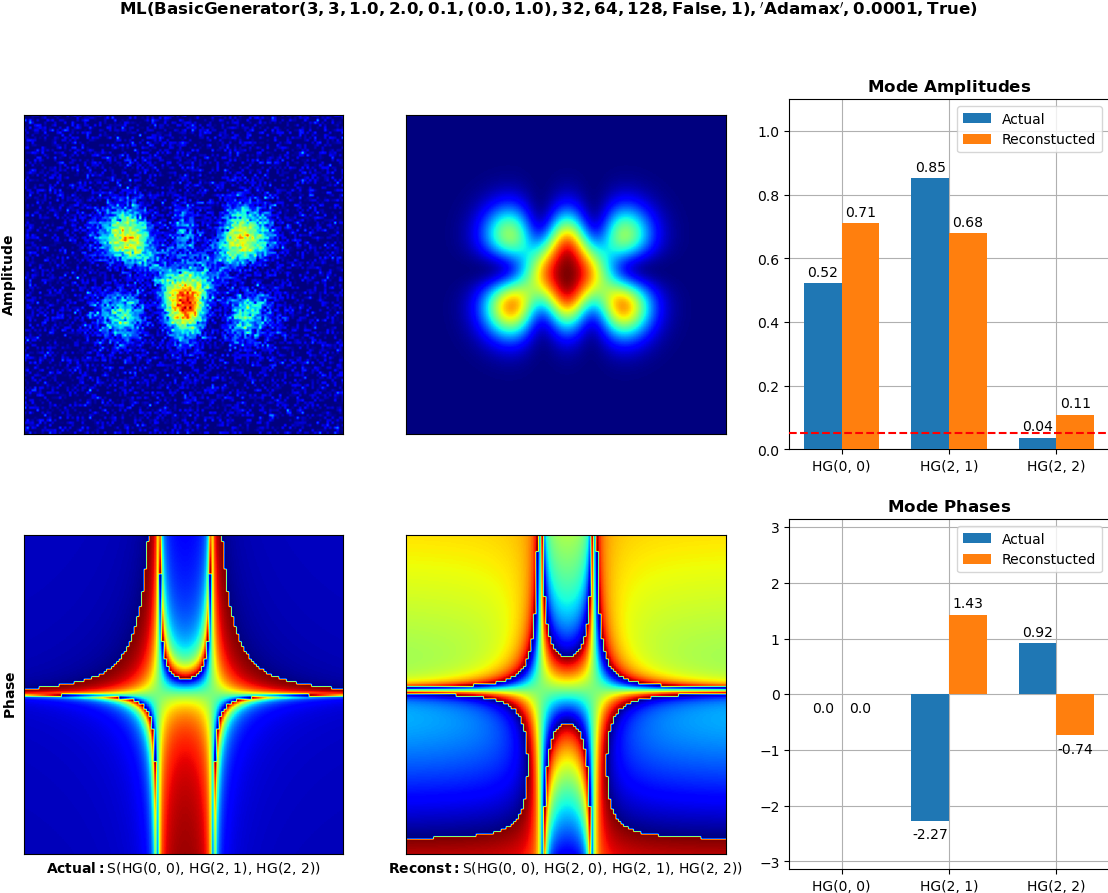 ML(BasicGenerator(3, 3, 1.0, 2.0, 0.1, (0.0, 1.0), 32, 64, 128, False, 1), 'Adamax', 0.0001, True)
Mode Amplitudes
Amplitude
1.0
0.8
0.6
0.4
0.2
0.0
Actual
Reconstucted
0.52
0.71
0.85
0.68
0.04
0.11
HG(0, 0)
HG(2, 1)
HG(2, 2)
Mode Phases
Phase
3
2
1
0
−1
−2
−3
Actual
Reconstucted
0.0
0.0
-2.27
1.43
0.92
-0.74
HG(0, 0)
HG(2, 1)
HG(2, 2)
Actual: S(HG(0, 0), HG(2, 1), HG(2, 2))
Reconst: S(HG(0, 0), HG(2, 0), HG(2, 1), HG(2, 2))